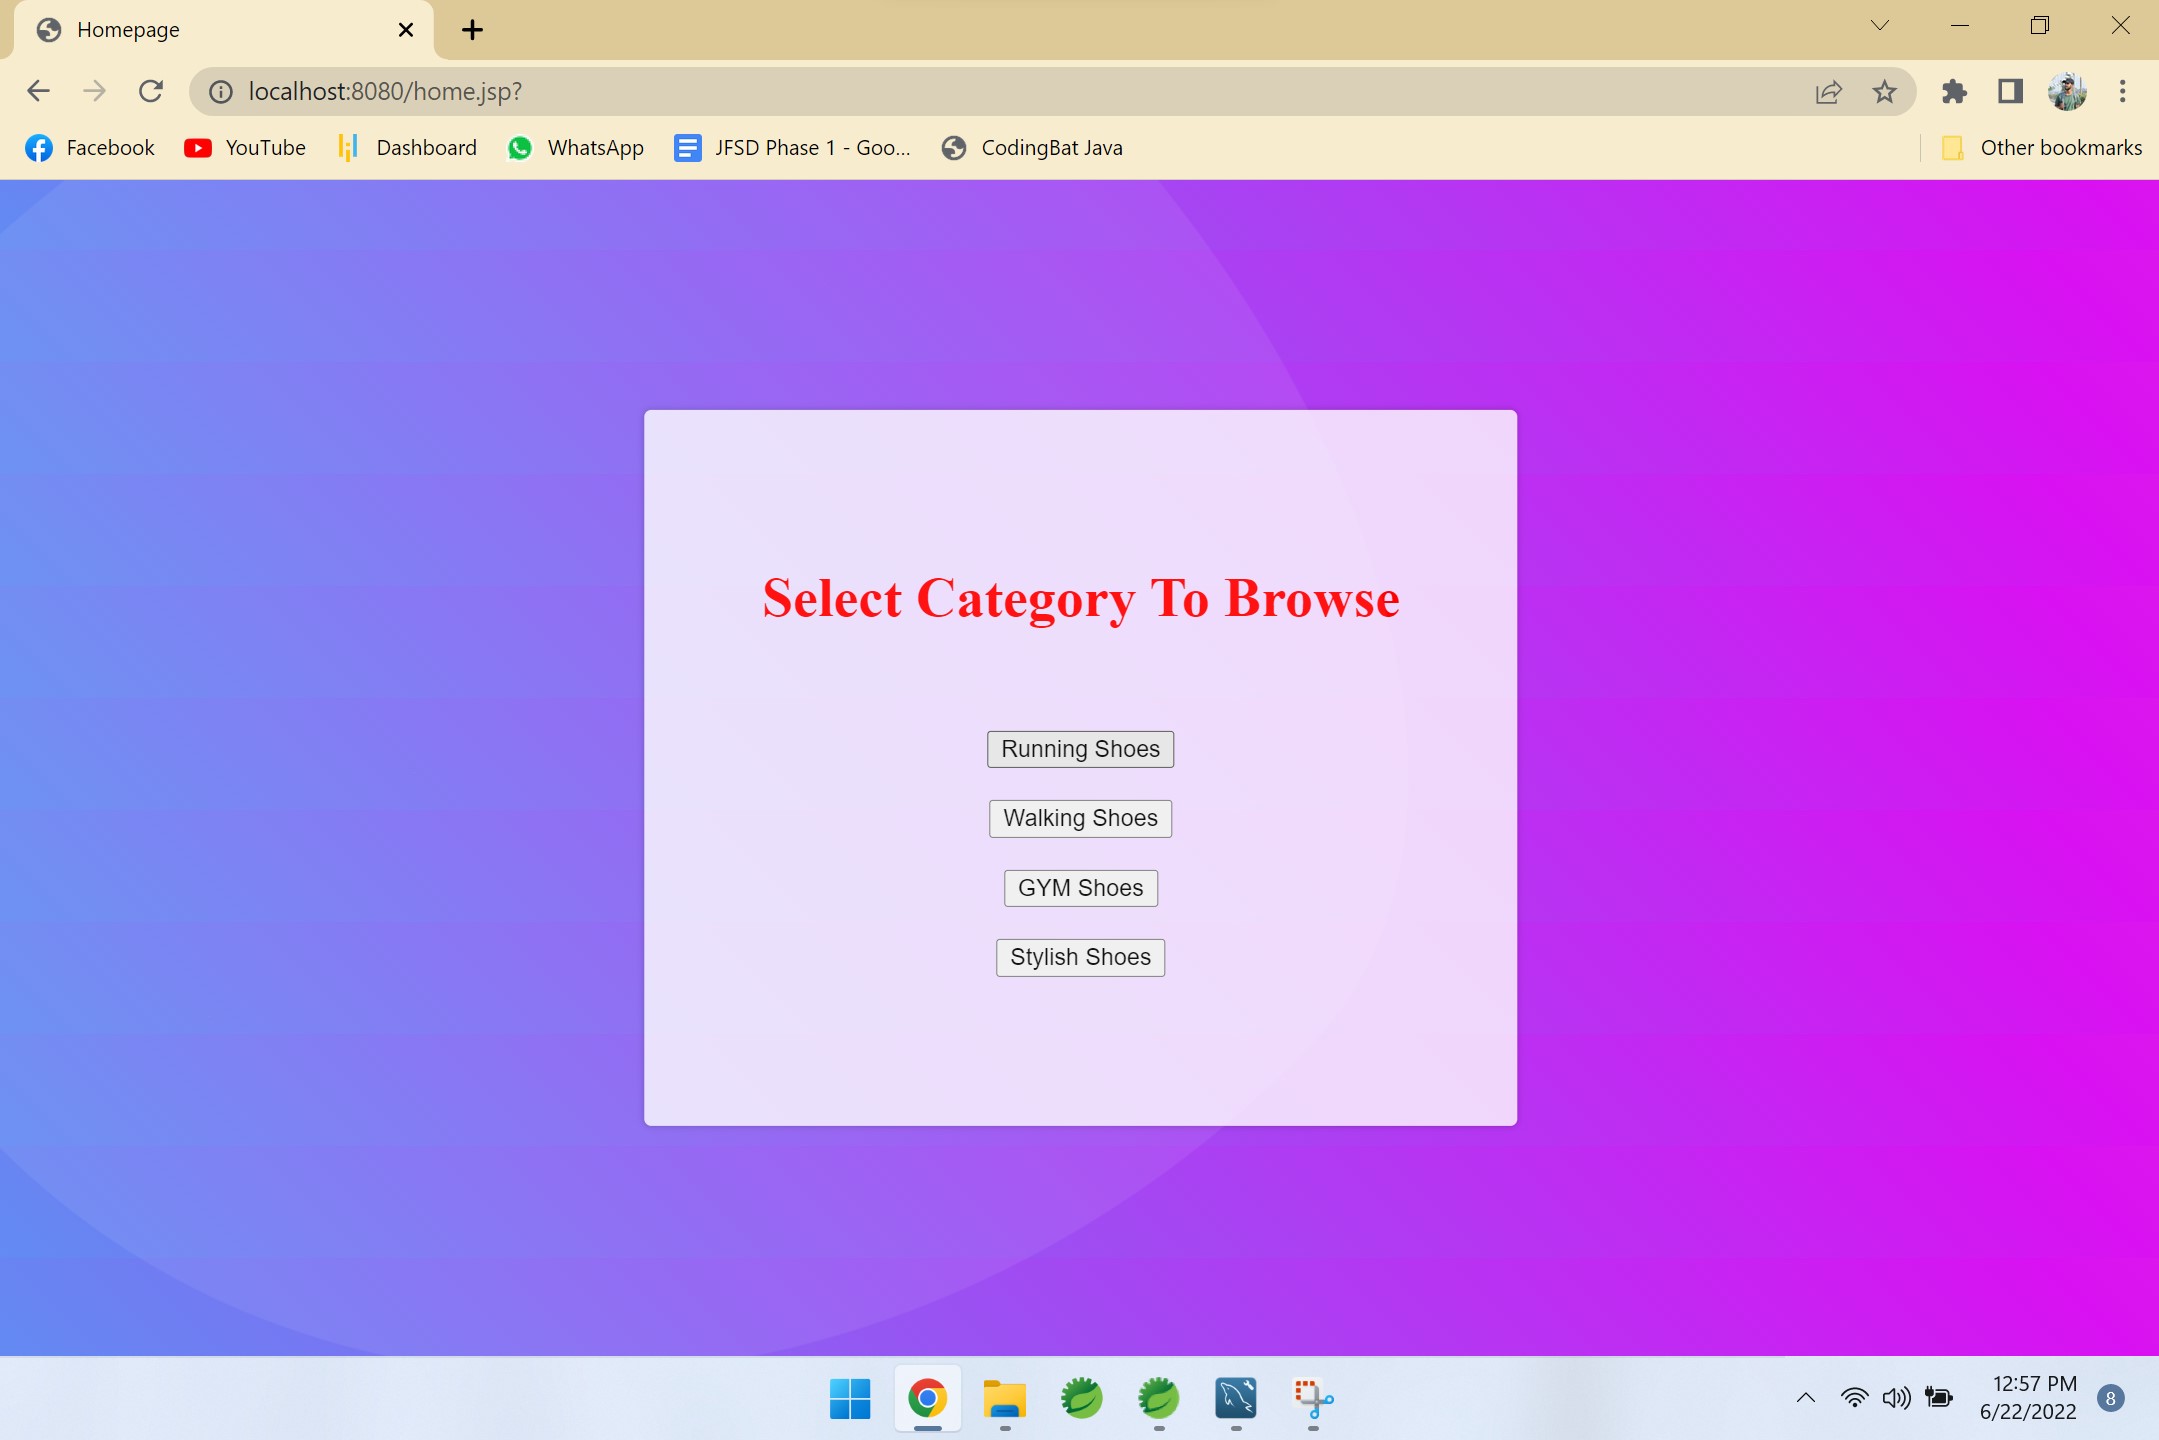 Homepage
localhost:8080/home.jsp?
Facebook YouTube Dashboard WhatsApp JFSD Phase 1 - Goo... CodingBat Java Other bookmarks
Select Category To Browse
Running Shoes
Walking Shoes
GYM Shoes
Stylish Shoes
12:57 PM
6/22/2022
8